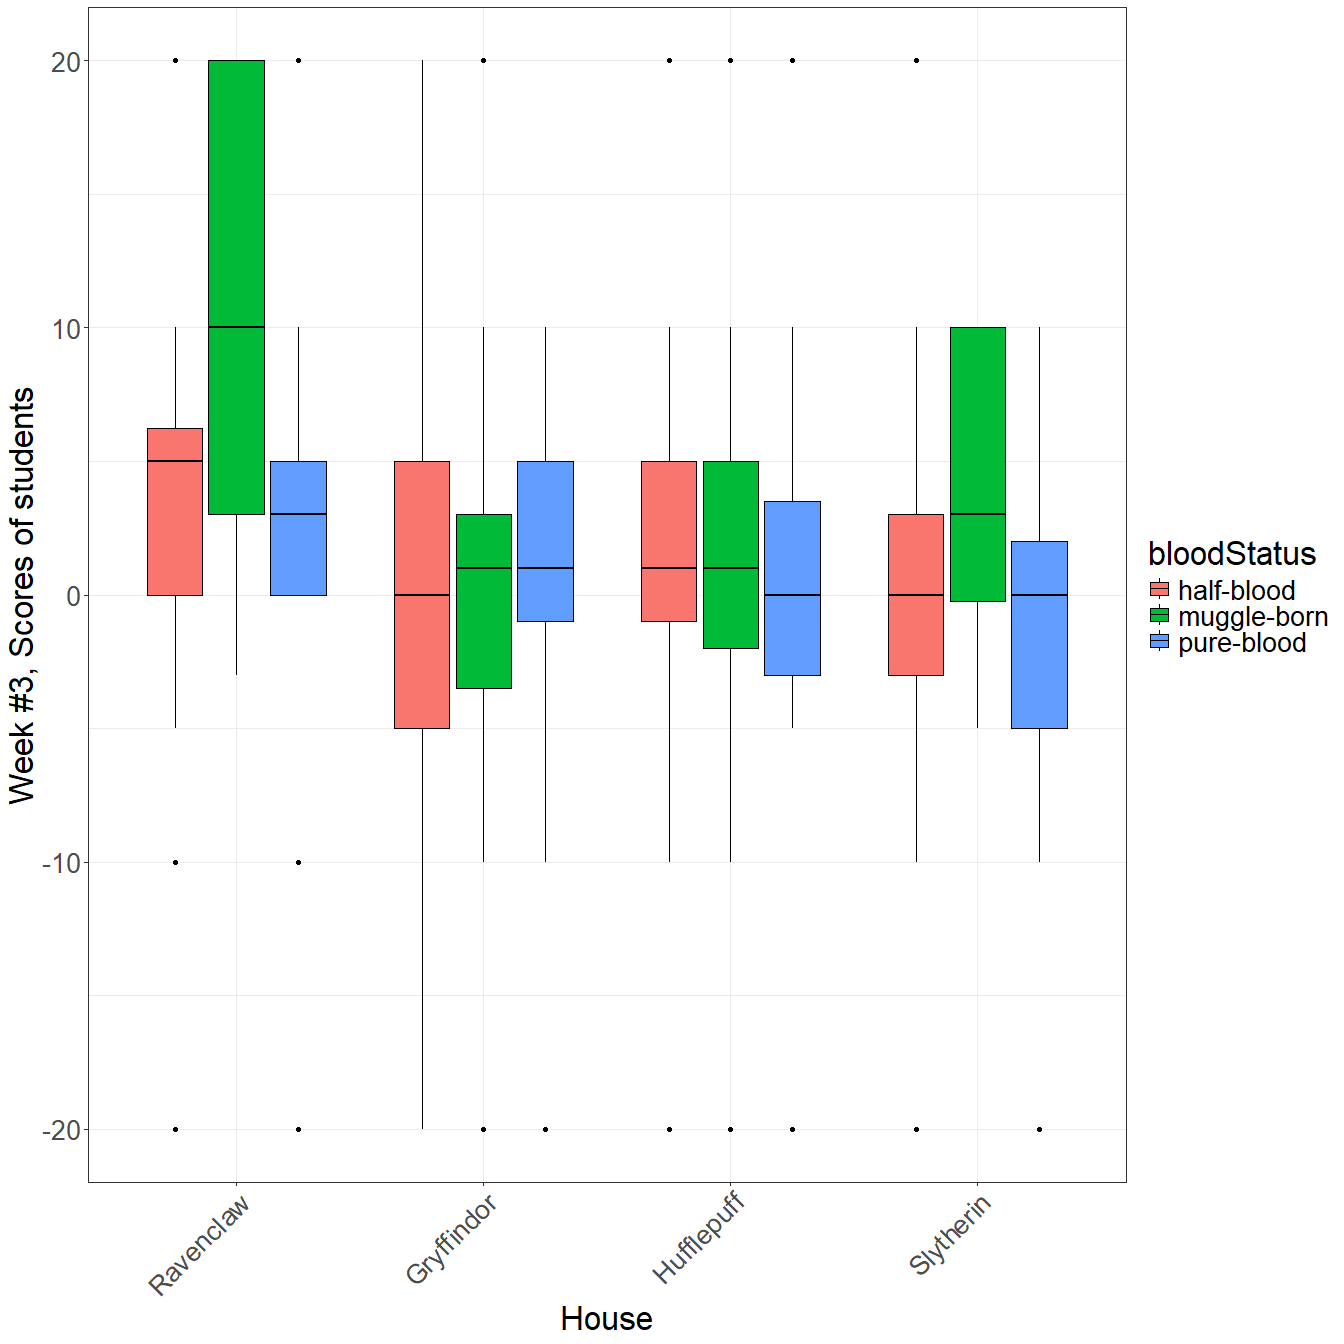 Week #3, Scores of students
20
10
0
-10
-20
Ravenclaw
Gryffindor
Hufflepuff
Slytherin
House
bloodStatus
half-blood
muggle-born
pure-blood